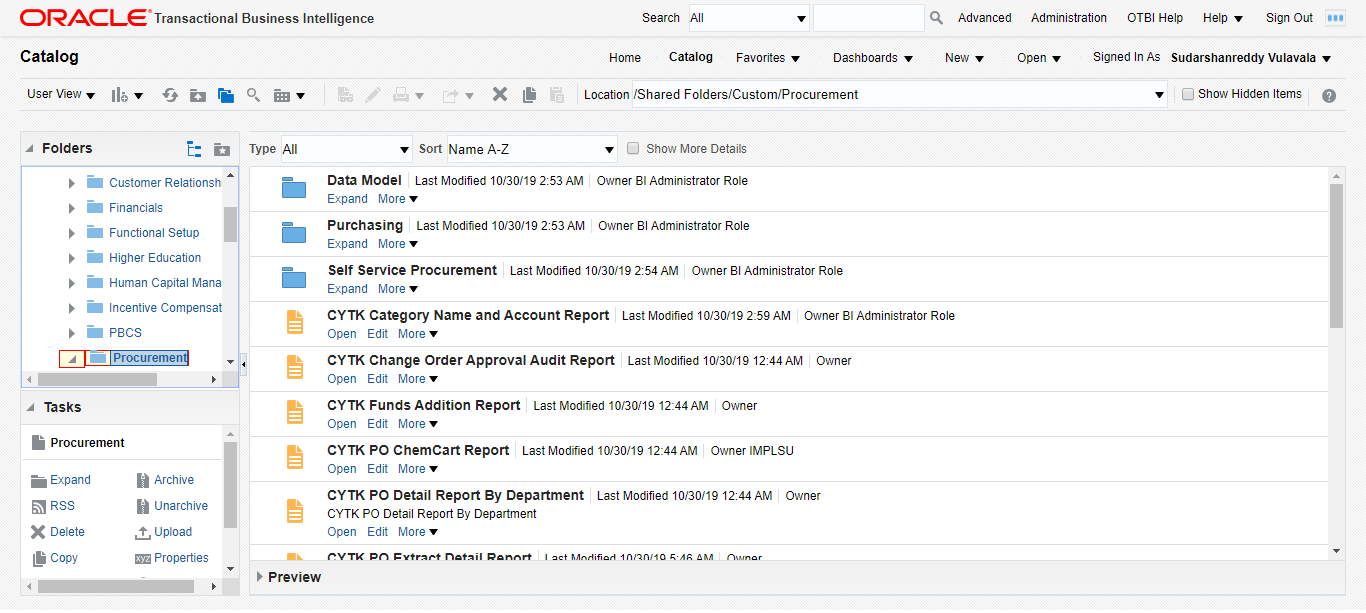 ORACLE Transactional Business Intelligence Search All Advanced Administration OTBI Help Help Sign Out
Catalog Home Catalog Favorites Dashboards New Open Signed In As Sudarshanreddy Vulavala
User View Location /Shared Folders/Custom/Procurement Show Hidden Items
Folders
Customer Relationsh
Financials
Functional Setup
Higher Education
Human Capital Mana
Incentive Compensat
PBCS
Procurement
Tasks
Procurement
Expand Archive
RSS Unarchive
Delete Upload
Copy xyz Properties
Type All Sort Name A-Z Show More Details
Data Model Last Modified 10/30/19 2:53 AM Owner BI Administrator Role
Expand More
Purchasing Last Modified 10/30/19 2:53 AM Owner BI Administrator Role
Expand More
Self Service Procurement Last Modified 10/30/19 2:54 AM Owner BI Administrator Role
Expand More
CYTK Category Name and Account Report Last Modified 10/30/19 2:59 AM Owner BI Administrator Role
Open Edit More
CYTK Change Order Approval Audit Report Last Modified 10/30/19 12:44 AM Owner
Open Edit More
CYTK Funds Addition Report Last Modified 10/30/19 12:44 AM Owner
Open Edit More
CYTK PO ChemCart Report Last Modified 10/30/19 12:44 AM Owner IMPLSU
Open Edit More
CYTK PO Detail Report By Department Last Modified 10/30/19 12:44 AM Owner
CYTK PO Detail Report By Department
Open Edit More
CYTK PO Extract Detail Report Last Modified 10/30/19 5:46 AM Owner
Preview